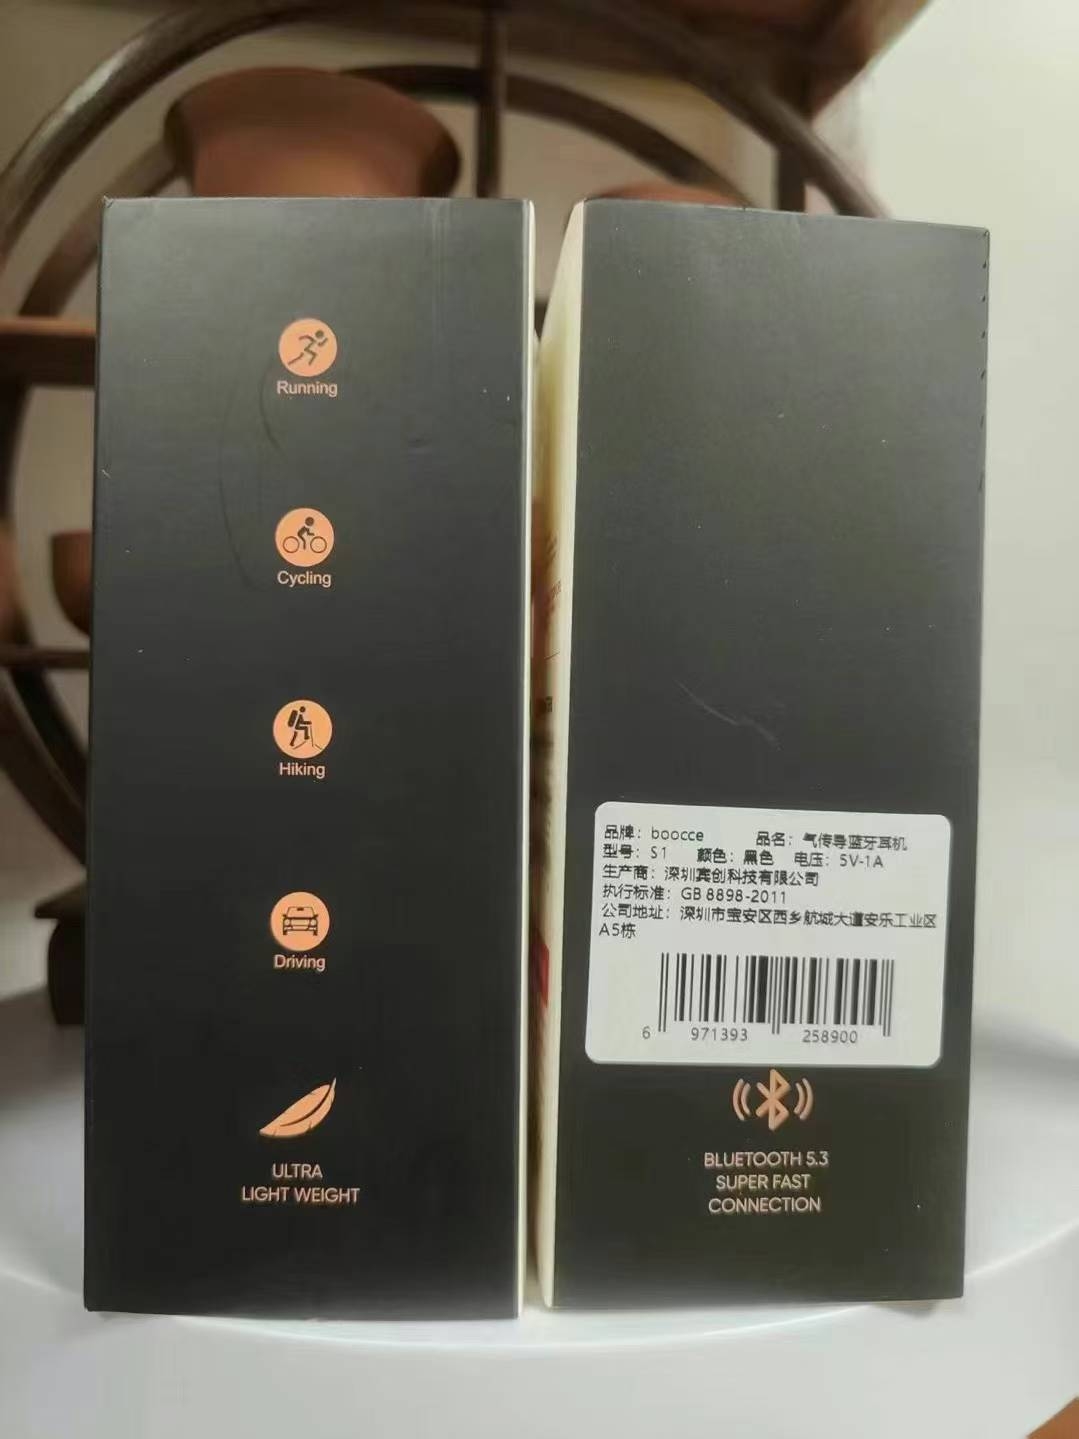 Running
Cycling
Hiking
Driving
ULTRA
LIGHT WEIGHT
品牌：boocce 品名：气传导蓝牙耳机
型号：S1 颜色：黑色 电压：5V-1A
生产商：深圳宾创科技有限公司
执行标准：GB 8898-2011
公司地址：深圳市宝安区西乡航城大道安乐工业区
A5栋
6 971393 258900
BLUETOOTH 5.3
SUPER FAST
CONNECTION